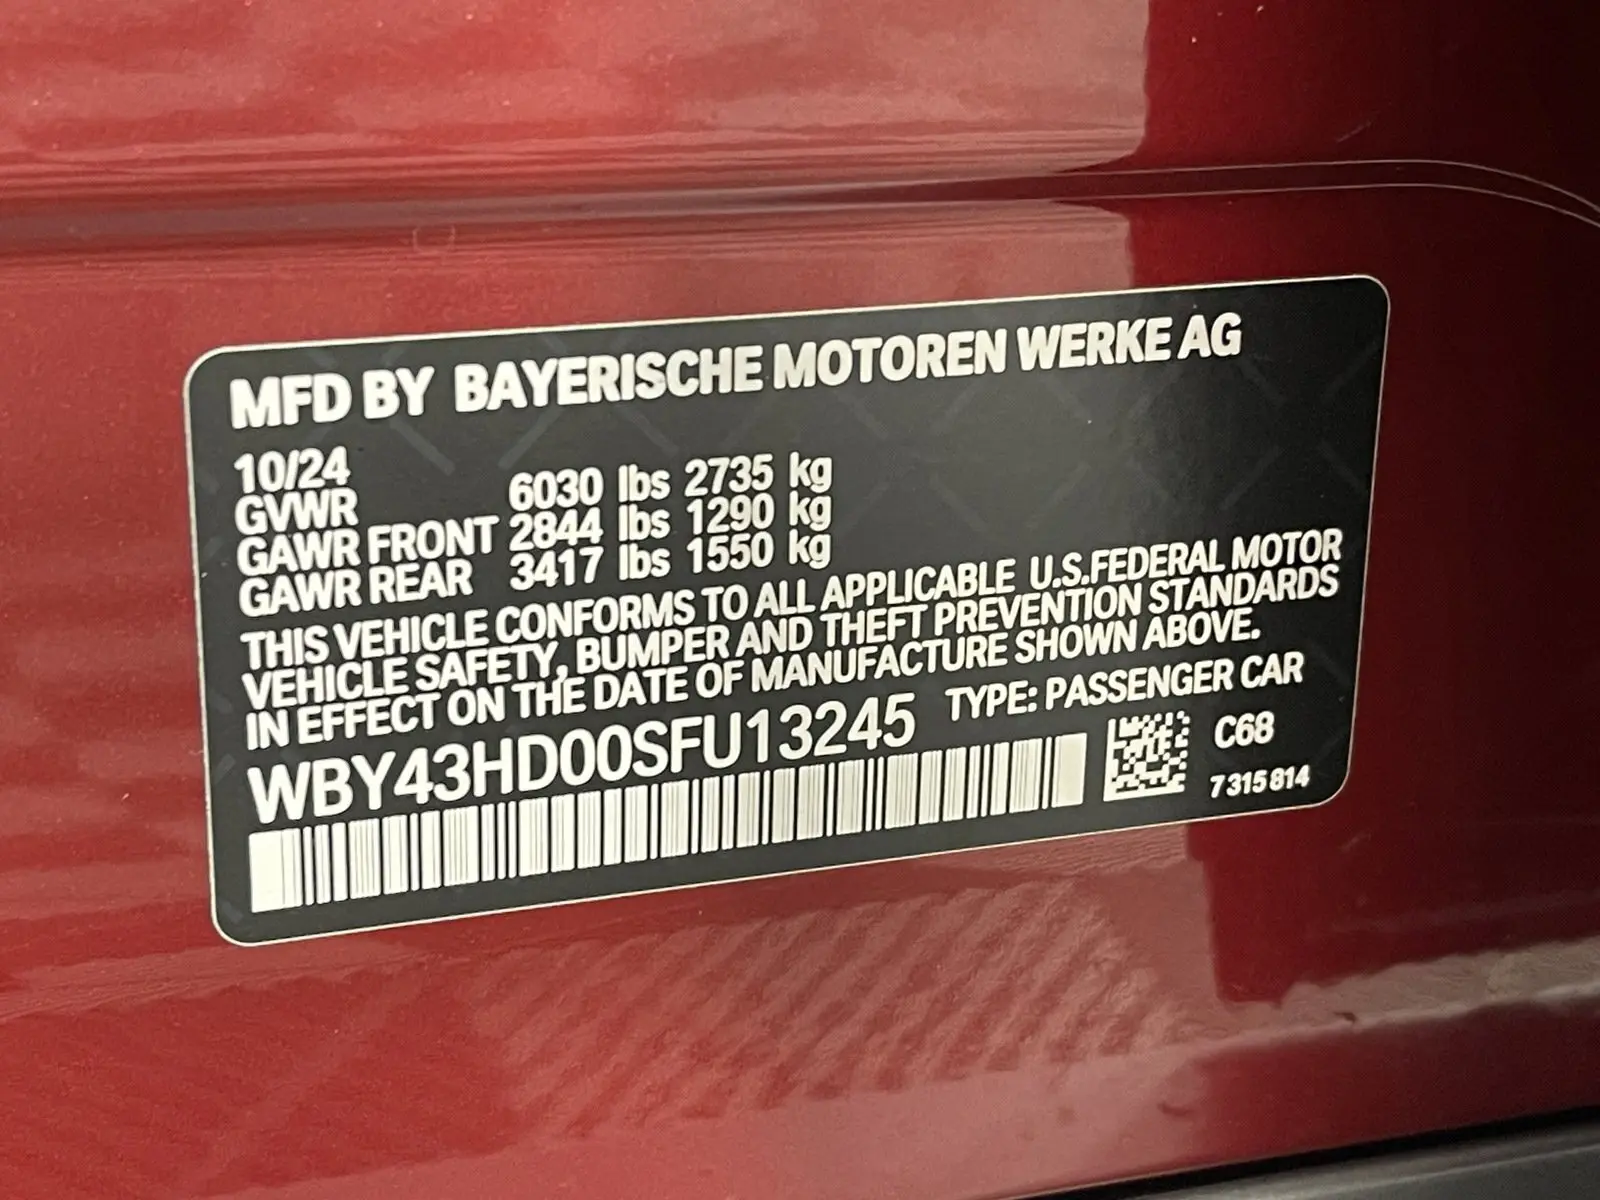 MFD BY BAYERISCHE MOTOREN WERKE AG
10/24
GVWR 6030 lbs 2735 kg
GAWR FRONT 2844 lbs 1290 kg
GAWR REAR 3417 lbs 1550 kg
THIS VEHICLE CONFORMS TO ALL APPLICABLE U.S.FEDERAL MOTOR
VEHICLE SAFETY, BUMPER AND THEFT PREVENTION STANDARDS
IN EFFECT ON THE DATE OF MANUFACTURE SHOWN ABOVE.
WBY43HD00SFU13245 TYPE: PASSENGER CAR
C68
7315814